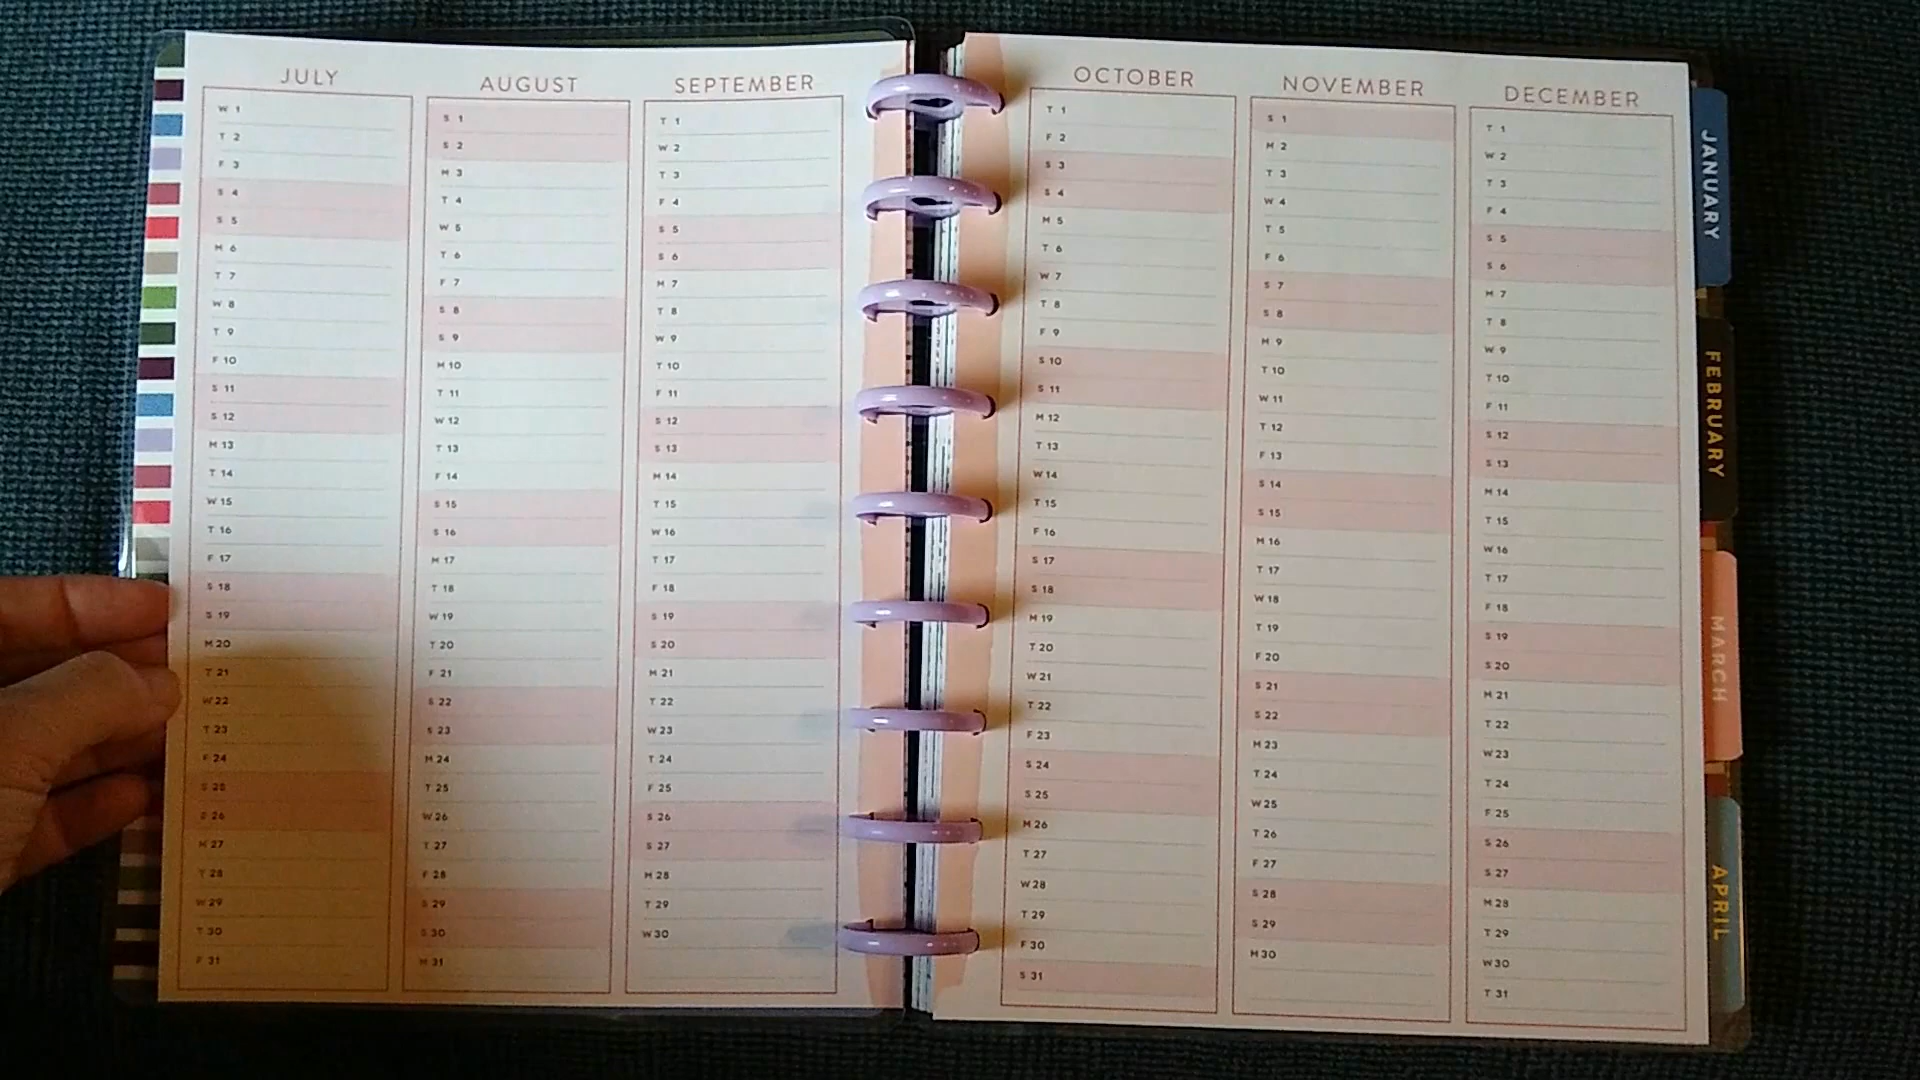 JULY
W 1
T 2
F 3
S 4
S 5
M 6
T 7
W 8
T 9
F 10
S 11
S 12
M 13
T 14
W 15
T 16
F 17
S 18
S 19
M 20
T 21
W 22
T 23
F 24
S 25
S 26
M 27
T 28
W 29
T 30
F 31
AUGUST
S 1
S 2
M 3
T 4
W 5
T 6
F 7
S 8
S 9
M 10
T 11
W 12
T 13
F 14
S 15
S 16
M 17
T 18
W 19
T 20
F 21
S 22
S 23
M 24
T 25
W 26
T 27
F 28
S 29
S 30
M 31
SEPTEMBER
T 1
W 2
T 3
F 4
S 5
S 6
M 7
T 8
W 9
T 10
F 11
S 12
S 13
M 14
T 15
W 16
T 17
F 18
S 19
S 20
M 21
T 22
W 23
T 24
F 25
S 26
S 27
M 28
T 29
W 30
OCTOBER
T 1
F 2
S 3
S 4
M 5
T 6
W 7
T 8
F 9
S 10
S 11
M 12
T 13
W 14
T 15
F 16
S 17
S 18
M 19
T 20
W 21
T 22
F 23
S 24
S 25
M 26
T 27
W 28
T 29
F 30
S 31
NOVEMBER
S 1
M 2
T 3
W 4
T 5
F 6
S 7
S 8
M 9
T 10
W 11
T 12
F 13
S 14
S 15
M 16
T 17
W 18
T 19
F 20
S 21
S 22
M 23
T 24
W 25
T 26
F 27
S 28
S 29
M 30
DECEMBER
T 1
W 2
T 3
F 4
S 5
S 6
M 7
T 8
W 9
T 10
F 11
S 12
S 13
M 14
T 15
W 16
T 17
F 18
S 19
S 20
M 21
T 22
W 23
T 24
F 25
S 26
S 27
M 28
T 29
W 30
T 31
JANUARY
FEBRUARY
MARCH
APRIL